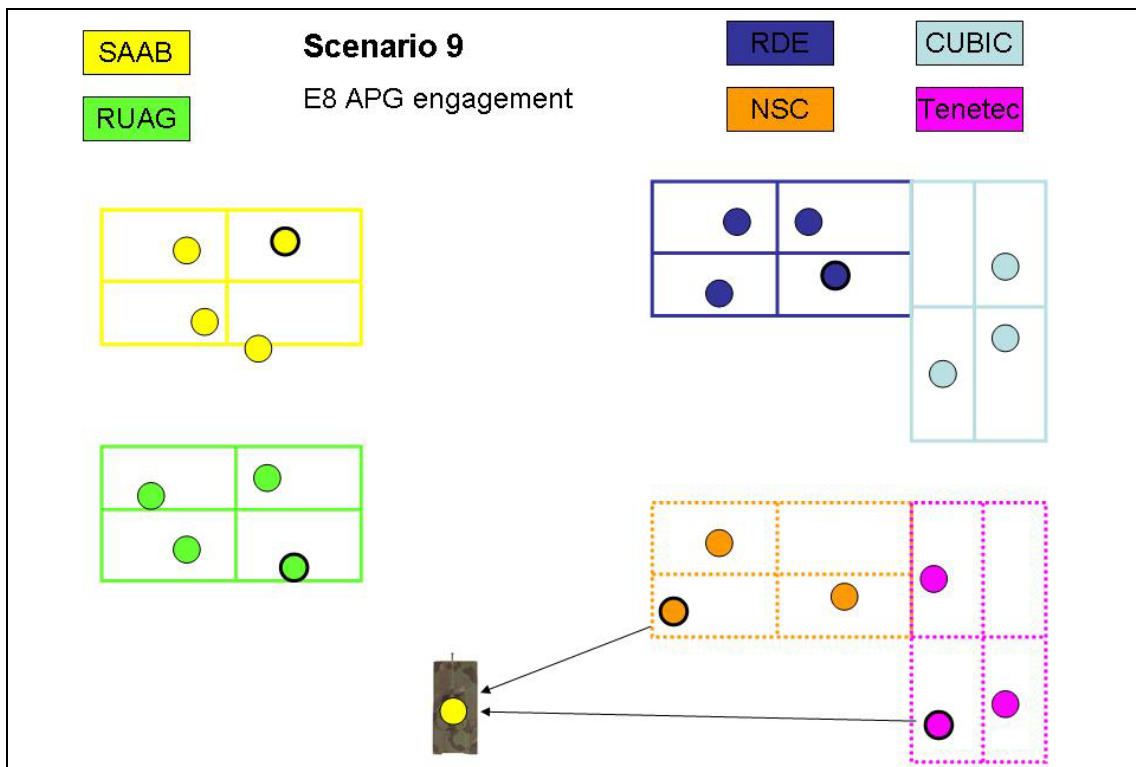 SAAB
Scenario 9
RDE
CUBIC
RUAG
E8 APG engagement
NSC
Tenetec